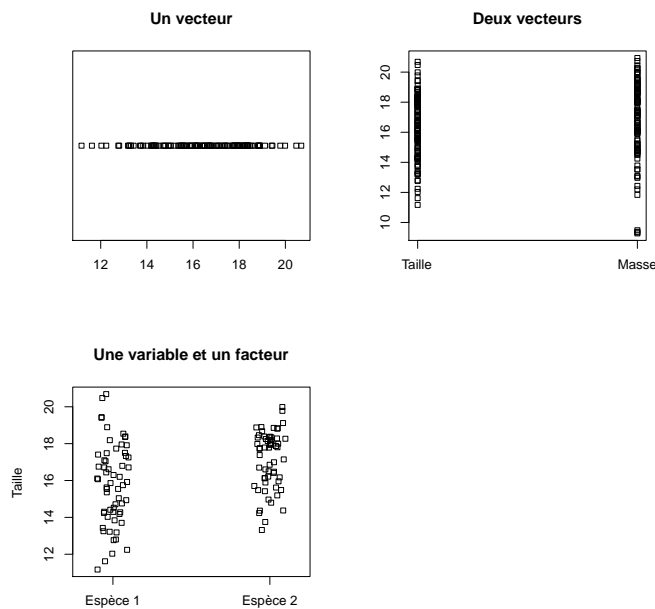 Un vecteur
12 14 16 18 20
Deux vecteurs
20
18
16
14
12
10
Taille Masse
Une variable et un facteur
Taille
20
18
16
14
12
Espèce 1 Espèce 2